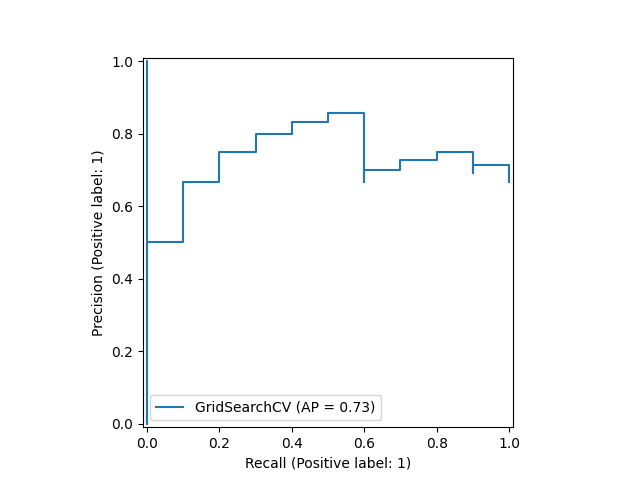 1.0
0.8
0.6
0.4
0.2
0.0
Precision (Positive label: 1)
GridSearchCV (AP = 0.73)
0.0 0.2 0.4 0.6 0.8 1.0
Recall (Positive label: 1)